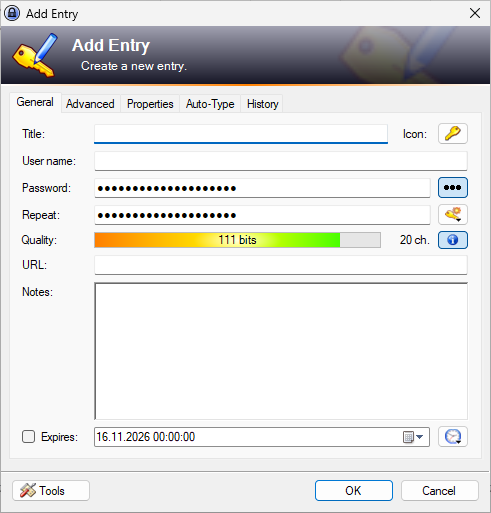 Add Entry
Add Entry
Create a new entry.
General Advanced Properties Auto-Type History
Title: Icon:
User name:
Password: ●●●●●●●●●●●●●●●●●●●●
Repeat: ●●●●●●●●●●●●●●●●●●●●
Quality: 111 bits 20 ch.
URL:
Notes:
Expires: 16.11.2026 00:00:00
Tools OK Cancel